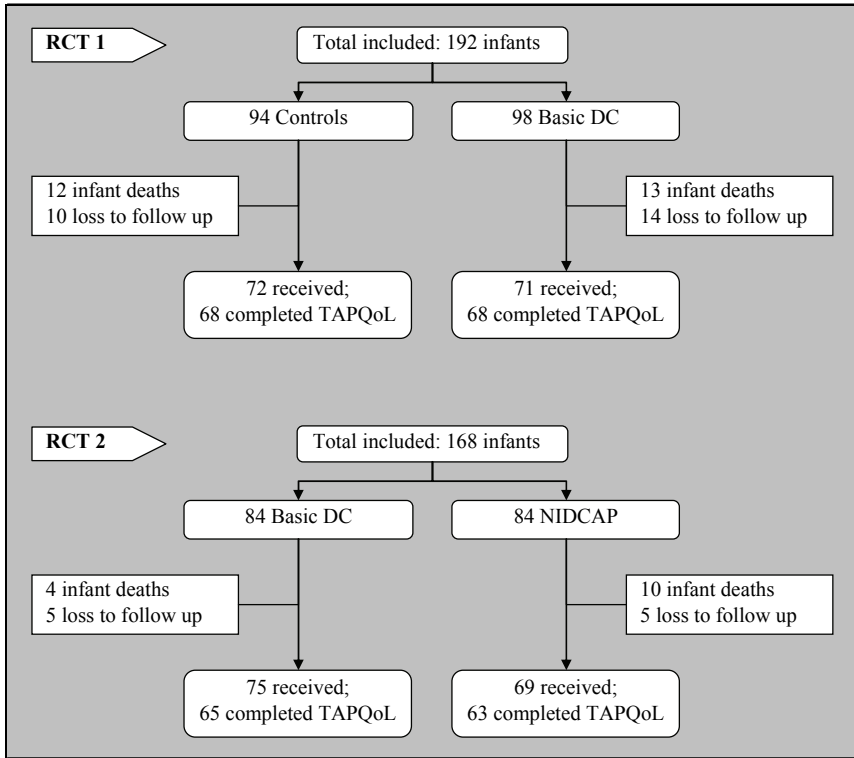 RCT 1
Total included: 192 infants
94 Controls
98 Basic DC
12 infant deaths
10 loss to follow up
13 infant deaths
14 loss to follow up
72 received;
68 completed TAPQoL
71 received;
68 completed TAPQoL
RCT 2
Total included: 168 infants
84 Basic DC
84 NIDCAP
4 infant deaths
5 loss to follow up
10 infant deaths
5 loss to follow up
75 received;
65 completed TAPQoL
69 received;
63 completed TAPQoL